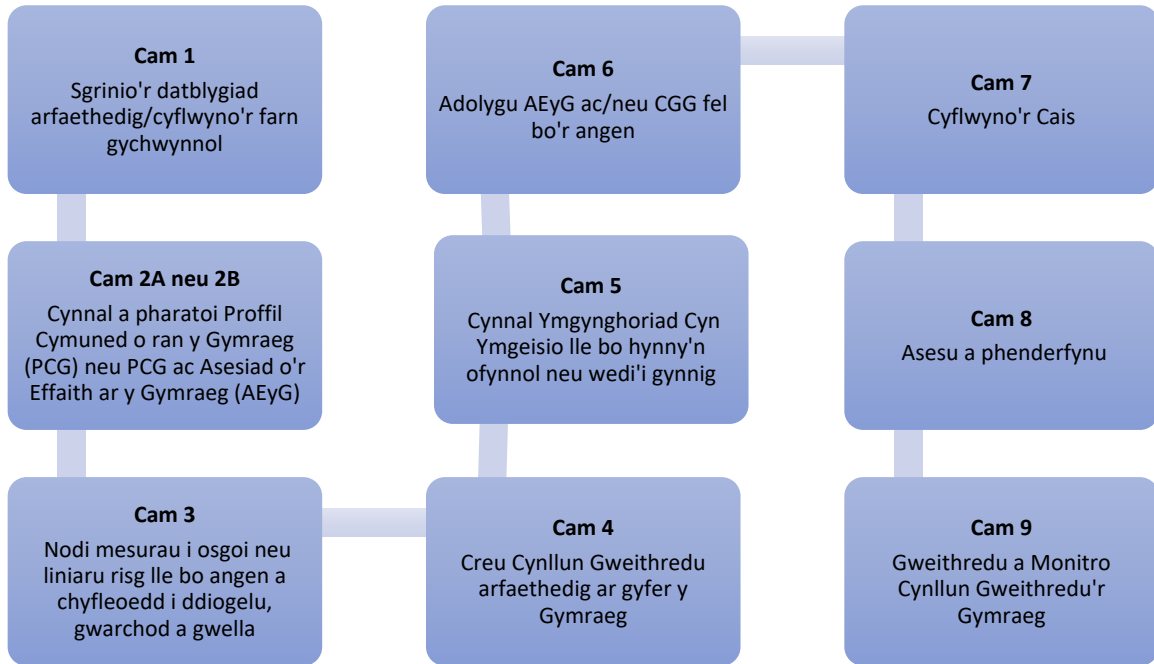 Cam 1
Sgrinio'r datblygiad
arfaethedig/cyflwyno'r farn
gychwynnol
Cam 2A neu 2B
Cynnal a pharatoi Proffil
Cymuned o ran y Gymraeg
(PCG) neu PCG ac Asesiad o'r
Effaith ar y Gymraeg (AEyG)
Cam 3
Nodi mesurau i osgoi neu
liniaru risg lle bo angen a
chyfleoedd i ddiogelu,
gwarchod a gwella
Cam 4
Creu Cynllun Gweithredu
arfaethedig ar gyfer y
Gymraeg
Cam 5
Cynnal Ymgynghoriad Cyn
Ymgeisio lle bo hynny'n
ofynnol neu wedi'i gynnig
Cam 6
Adolygu AEyG ac/neu CGG fel
bo'r angen
Cam 7
Cyflwyno'r Cais
Cam 8
Asesu a phenderfynu
Cam 9
Gweithredu a Monitro
Cynllun Gweithredu'r
Gymraeg